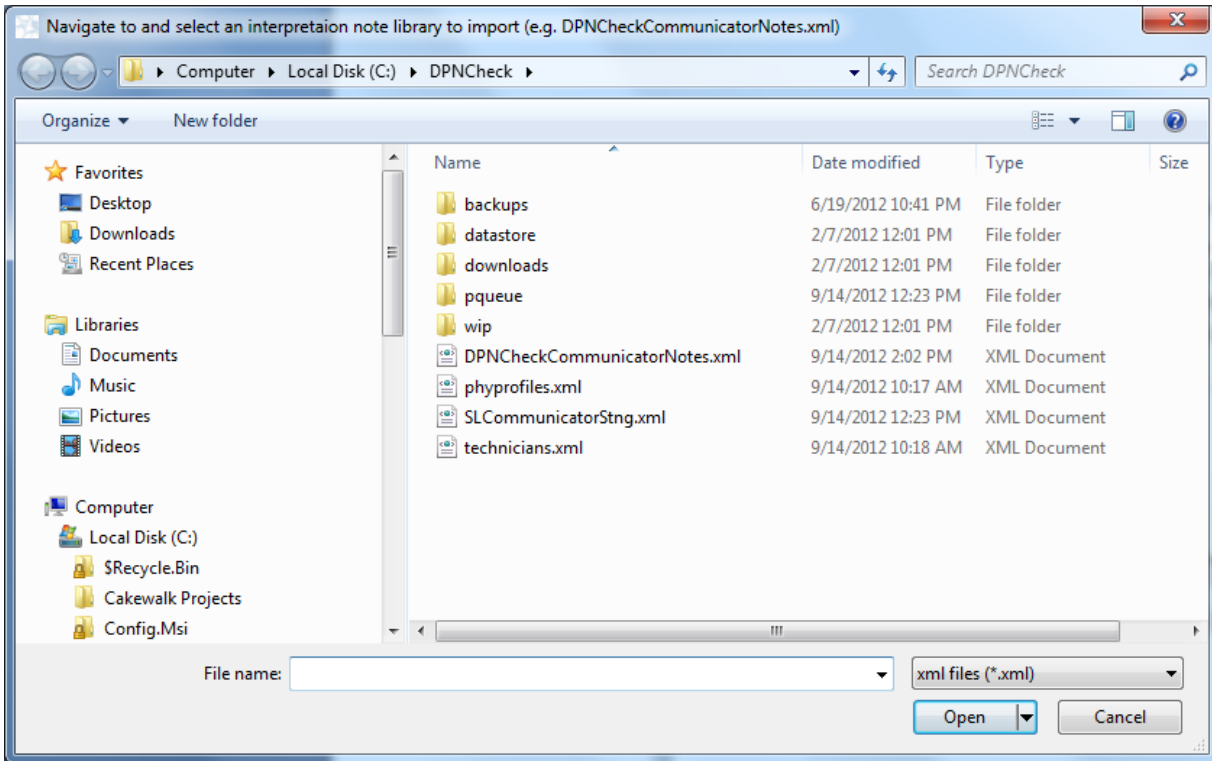 Navigate to and select an interpretaion note library to import (e.g. DPNCheckCommunicatorNotes.xml)
Computer Local Disk (C:) DPNCheck Search DPNCheck
Organize New folder
Favorites
Desktop
Downloads
Recent Places
Libraries
Documents
Music
Pictures
Videos
Computer
Local Disk (C:)
$Recycle.Bin
Cakewalk Projects
Config.Msi
Name Date modified Type Size
backups 6/19/2012 10:41 PM File folder
datastore 2/7/2012 12:01 PM File folder
downloads 2/7/2012 12:01 PM File folder
pqueue 9/14/2012 12:23 PM File folder
wip 2/7/2012 12:01 PM File folder
DPNCheckCommunicatorNotes.xml 9/14/2012 2:02 PM XML Document
phyprofiles.xml 9/14/2012 10:17 AM XML Document
SLCommunicatorStng.xml 9/14/2012 12:23 PM XML Document
technicians.xml 9/14/2012 10:18 AM XML Document
File name: xml files (*.xml)
Open Cancel